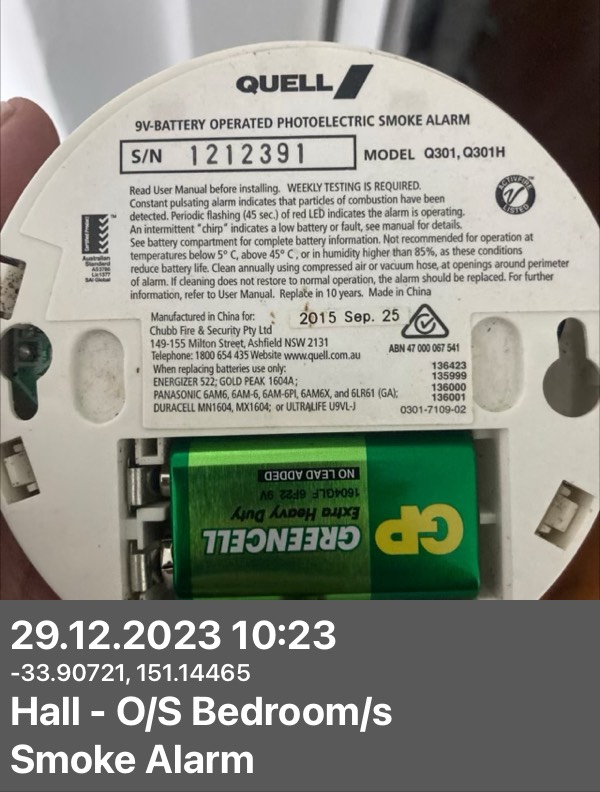 QUELL
9V-BATTERY OPERATED PHOTOELECTRIC SMOKE ALARM
S/N 1212391 MODEL Q301, Q301H
Read User Manual before installing. WEEKLY TESTING IS REQUIRED.
Constant pulsating alarm indicates that particles of combustion have been
detected. Periodic flashing (45 sec.) of red LED indicates the alarm is operating.
An intermittent "chirp" indicates a low battery or fault, see manual for details.
See battery compartment for complete battery information. Not recommended for operation at
temperatures below 5° C, above 45° C, or in humidity higher than 85%, as these conditions
reduce battery life. Clean annually using compressed air or vacuum hose, at openings around perimeter
of alarm. If cleaning does not restore to normal operation, the alarm should be replaced. For further
information, refer to User Manual. Replace in 10 years. Made in China
ACTIVFIRE
LISTED
Australian
Standard
AS3786
SAI Global
Manufactured in China for:
Chubb Fire & Security Pty Ltd
149-155 Milton Street, Ashfield NSW 2131
Telephone: 1800 654 435 Website www.quell.com.au
2015 Sep. 25
ABN 47 000 067 541
When replacing batteries use only:
ENERGIZER 522; GOLD PEAK 1604A;
PANASONIC 6AM6, 6AM-6, 6AM-6PI, 6AM6X, and 6LR61 (GA);
DURACELL MN1604, MX1604; or ULTRALIFE U9VL-J
136423
135999
136000
136001
0301-7109-02
GP
GREENCELL
Extra Heavy Duty
1604GLF 6F22 9V
NO LEAD ADDED
29.12.2023 10:23
-33.90721, 151.14465
Hall - O/S Bedroom/s
Smoke Alarm